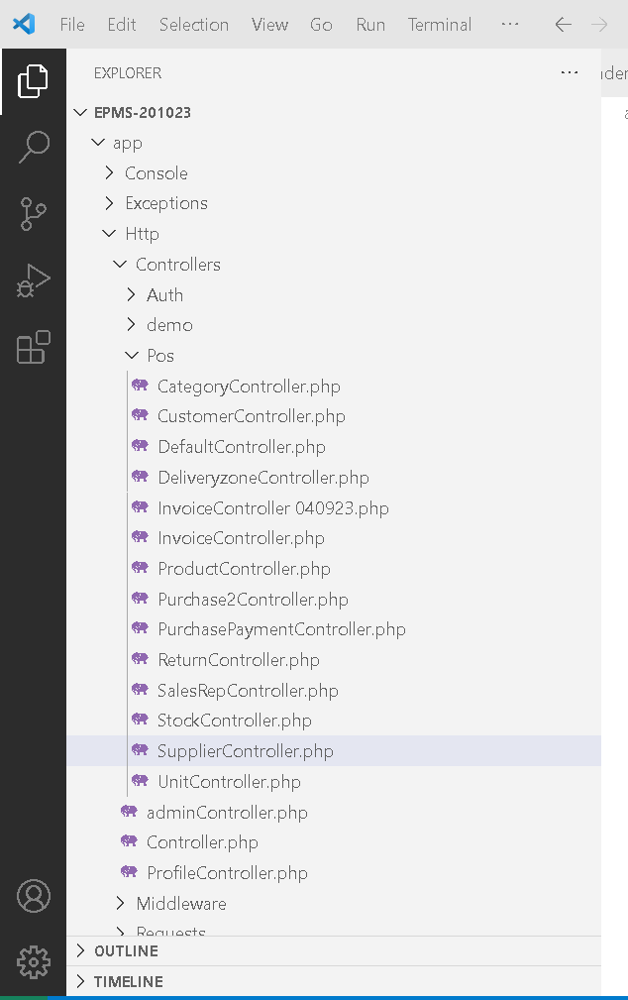 File Edit Selection View Go Run Terminal ···
EXPLORER ···
EPMS-201023
app
Console
Exceptions
Http
Controllers
Auth
demo
Pos
CategoryController.php
CustomerController.php
DefaultController.php
DeliveryzoneController.php
InvoiceController 040923.php
InvoiceController.php
ProductController.php
Purchase2Controller.php
PurchasePaymentController.php
ReturnController.php
SalesRepController.php
StockController.php
SupplierController.php
UnitController.php
adminController.php
Controller.php
ProfileController.php
Middleware
Requests
OUTLINE
TIMELINE